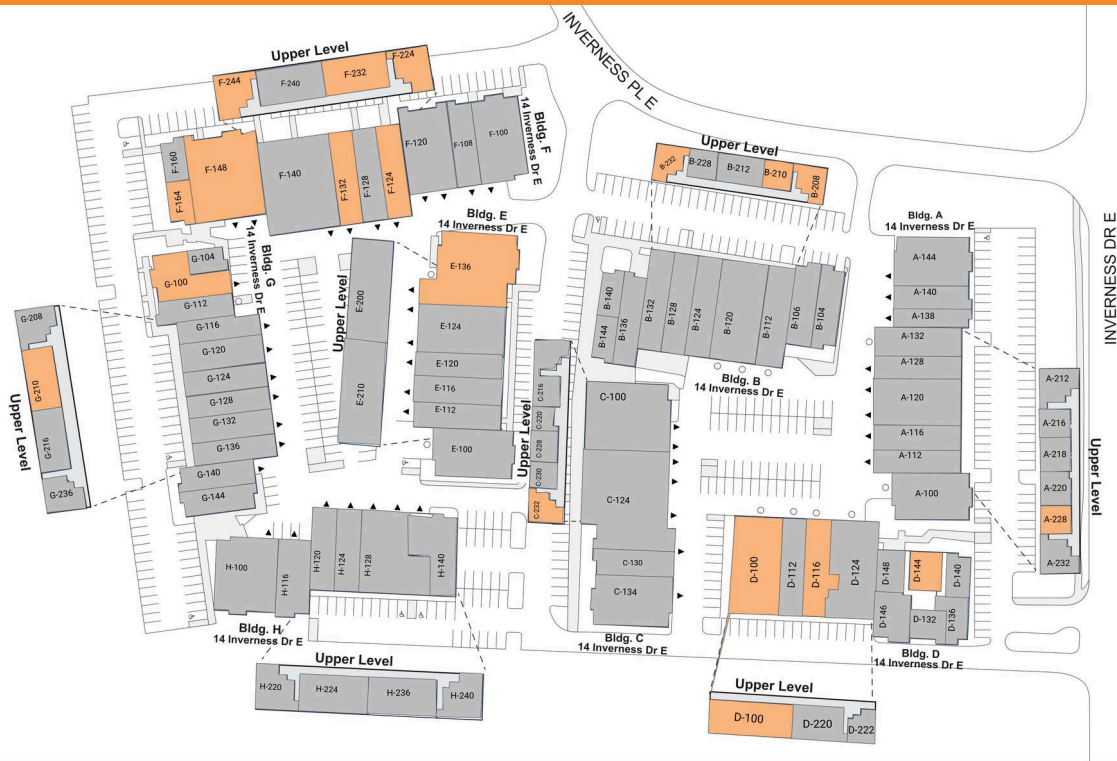 INVERNESS PL E
INVERNESS DR E
Upper Level
F-244
F-240
F-232
F-224
F-160
F-164
F-148
F-140
F-132
F-128
F-124
F-120
F-108
F-100
Bldg. F
14 Inverness Dr E
Upper Level
B-232
B-228
B-212
B-210
B-208
B-140
B-144
B-136
B-132
B-128
B-124
B-120
B-112
B-106
B-104
Bldg. B
14 Inverness Dr E
Bldg. A
14 Inverness Dr E
A-144
A-140
A-138
A-132
A-128
A-120
A-116
A-112
A-100
A-212
A-216
A-218
A-220
A-228
A-232
Upper Level
Bldg. E
14 Inverness Dr E
E-136
E-124
E-120
E-116
E-112
E-100
Upper Level
E-200
E-210
Bldg. G
14 Inverness Dr E
G-104
G-100
G-112
G-116
G-120
G-124
G-128
G-132
G-136
G-140
G-144
G-208
G-210
G-216
G-236
Upper Level
Upper Level
C-216
C-220
C-228
C-230
C-232
C-100
C-124
C-130
C-134
Bldg. C
14 Inverness Dr E
D-100
D-112
D-116
D-124
D-148
D-146
D-144
D-140
D-132
D-136
Bldg. D
14 Inverness Dr E
Upper Level
D-100
D-220
D-222
H-100
H-116
H-120
H-124
H-128
H-140
Bldg. H
14 Inverness Dr E
Upper Level
H-220
H-224
H-236
H-240